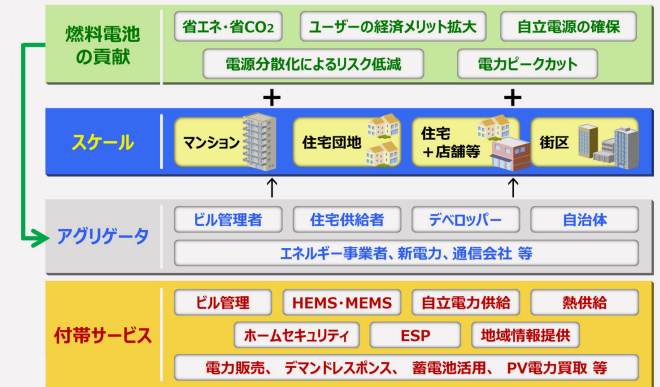 燃料電池
の貢献
省エネ・省CO2
ユーザーの経済メリット拡大
自立電源の確保
電源分散化によるリスク低減
電力ピークカット
+
+
スケール
マンション
住宅団地
住宅
+店舗等
街区
アグリゲータ
ビル管理者
住宅供給者
デベロッパー
自治体
エネルギー事業者、新電力、通信会社 等
付帯サービス
ビル管理
HEMS・MEMS
自立電力供給
熱供給
ホームセキュリティ
ESP
地域情報提供
電力販売、 デマンドレスポンス、 蓄電池活用、 PV電力買取 等